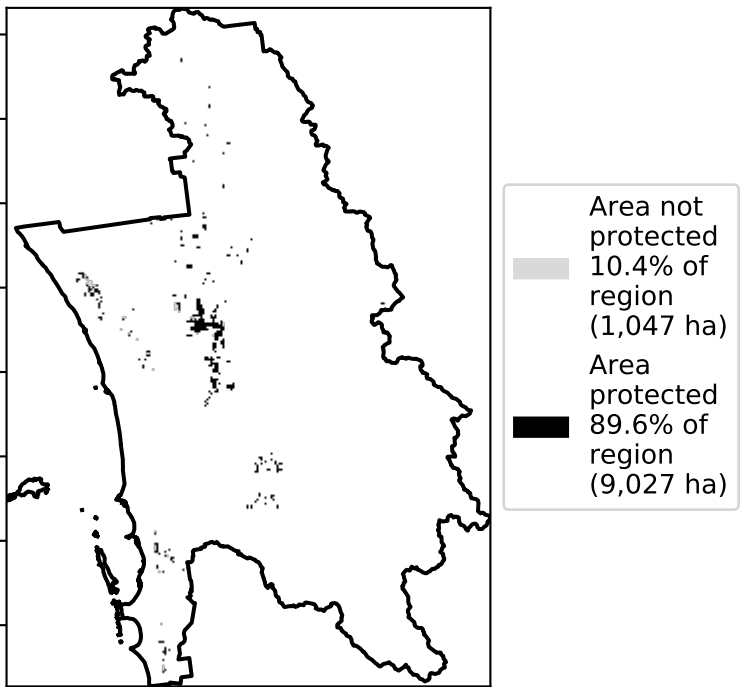 Area not
protected
10.4% of
region
(1,047 ha)
Area
protected
89.6% of
region
(9,027 ha)